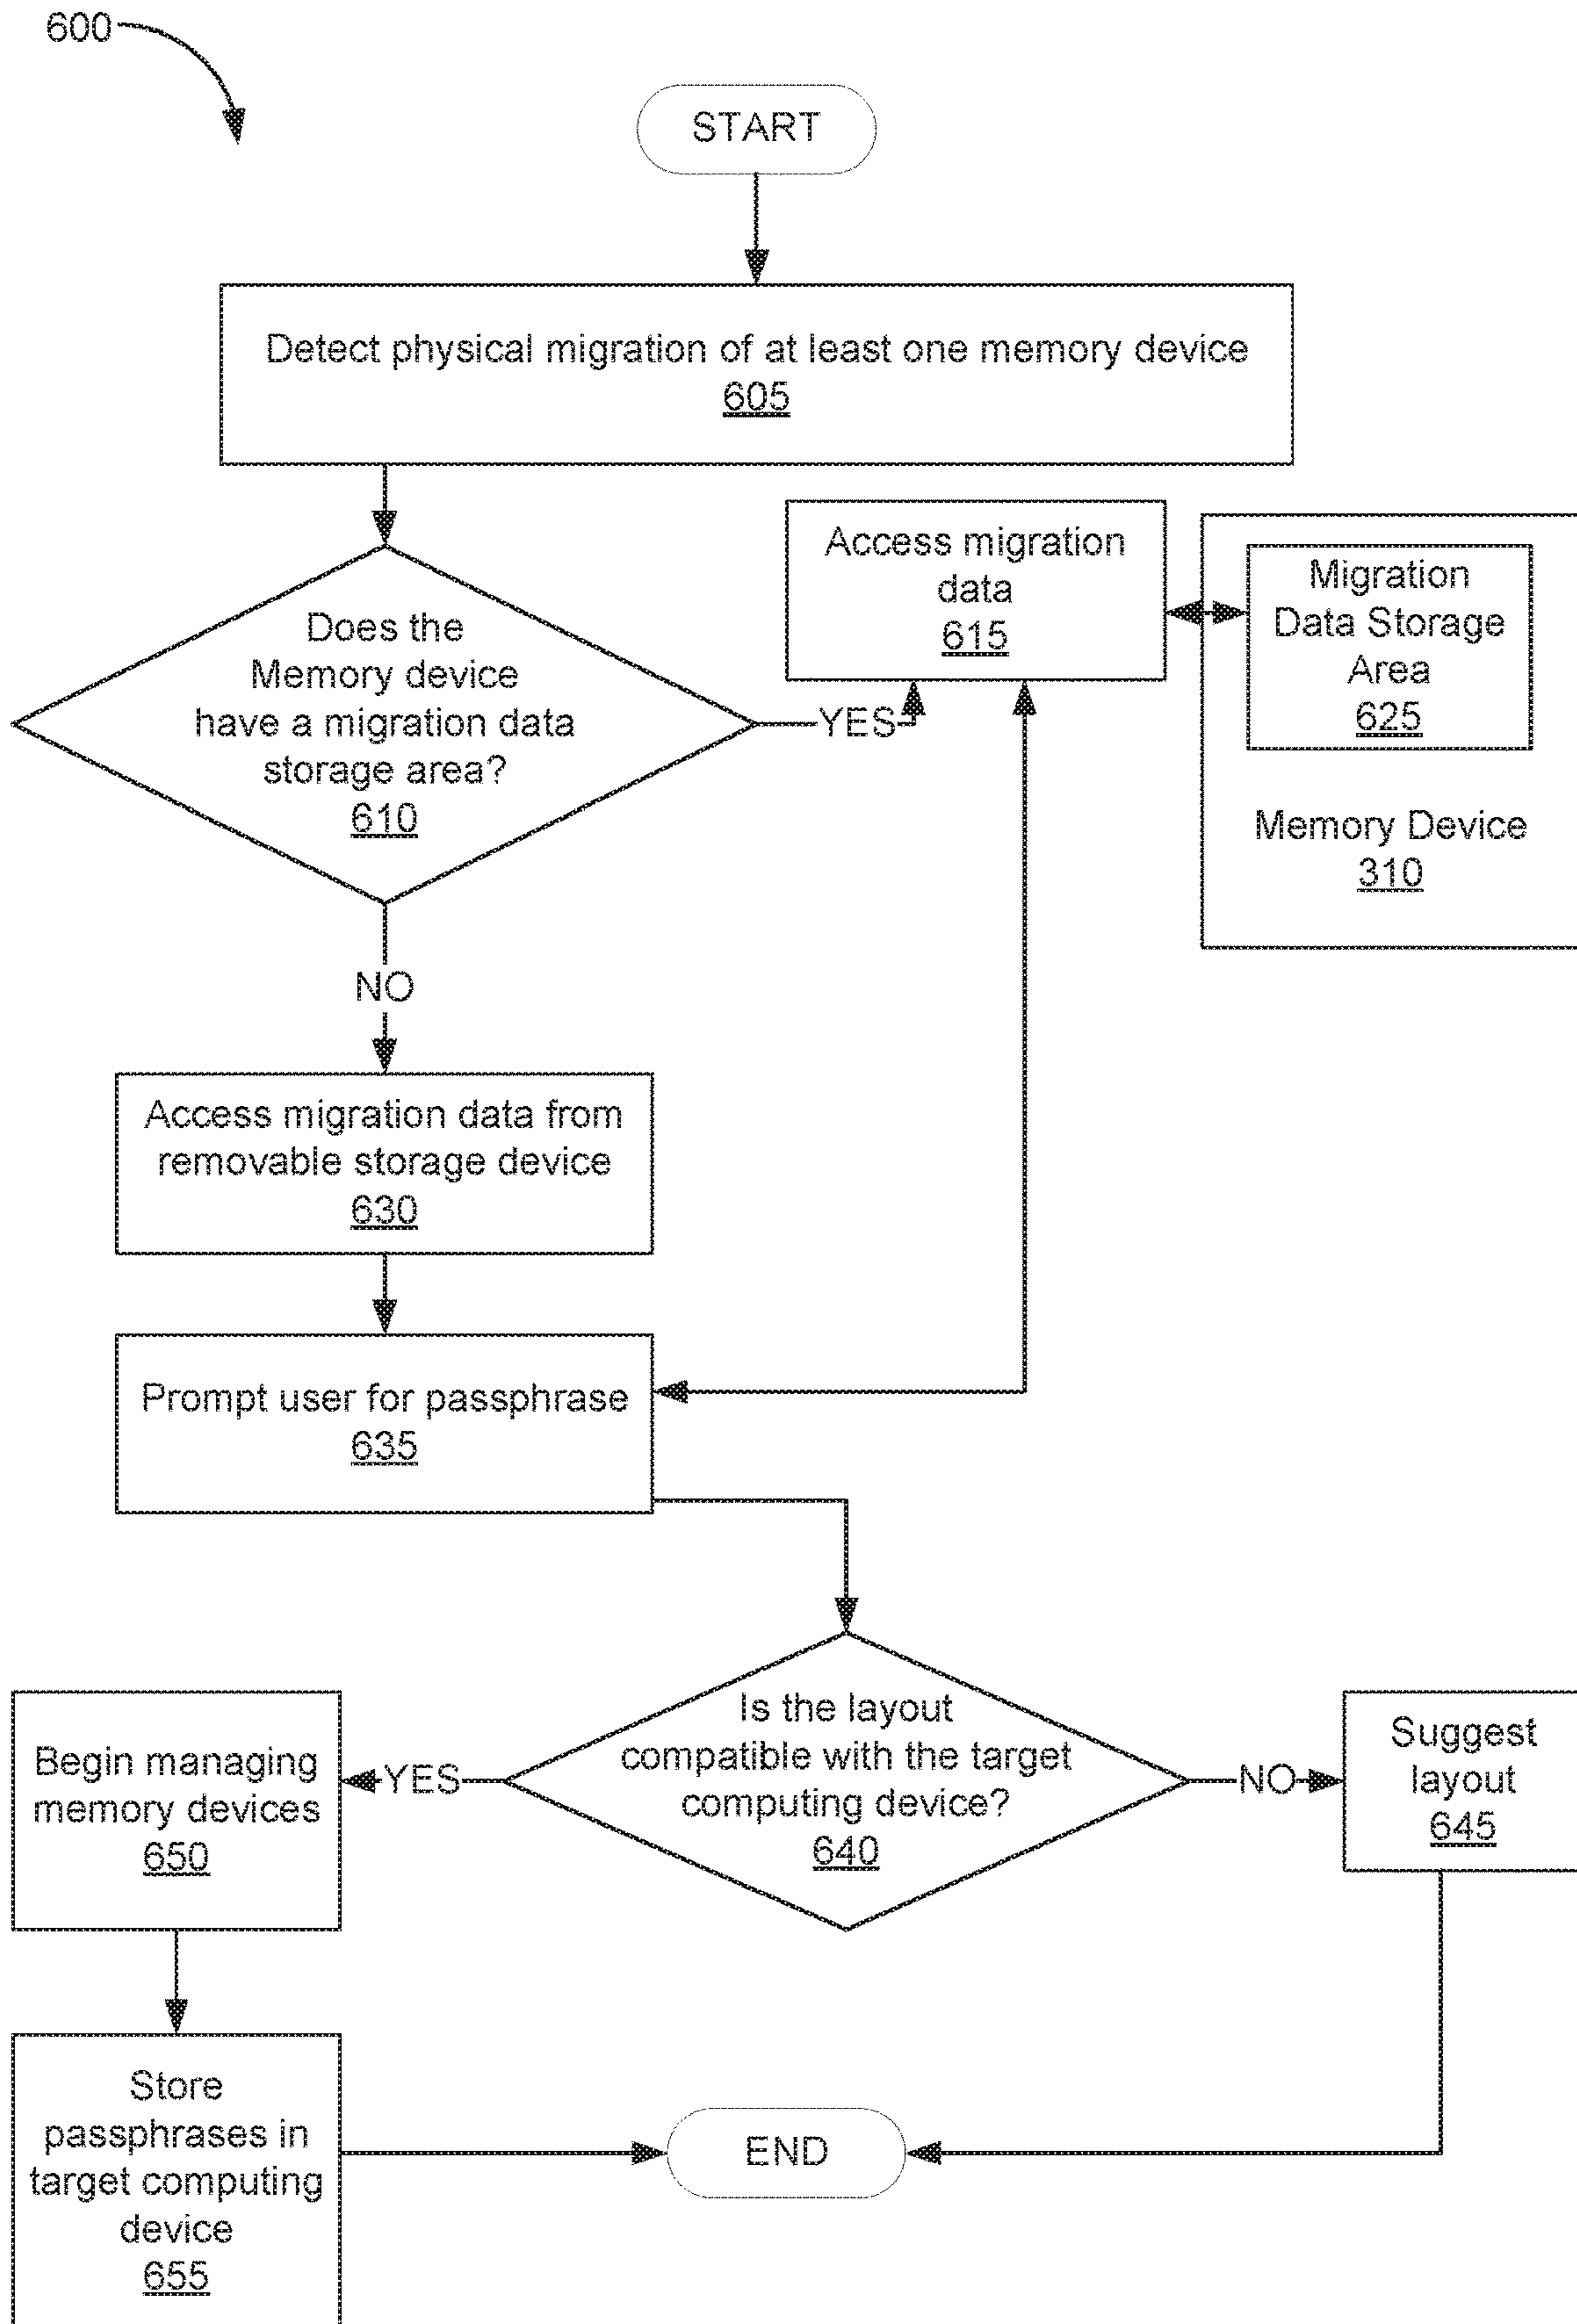 600
START
Detect physical migration of at least one memory device
605
Does the
Memory device
have a migration data
storage area?
610
YES
Access migration
data
615
Migration
Data Storage
Area
625
Memory Device
310
NO
Access migration data from
removable storage device
630
Prompt user for passphrase
635
Is the layout
compatible with the target
computing device?
640
YES
NO
Begin managing
memory devices
650
Suggest
layout
645
Store
passphrases in
target computing
device
655
END